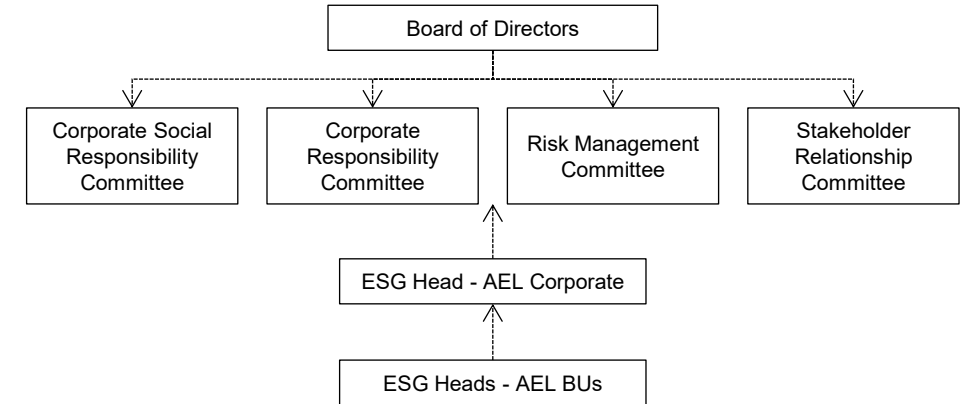 Board of Directors
Corporate Social
Responsibility
Committee
Corporate
Responsibility
Committee
Risk Management
Committee
Stakeholder
Relationship
Committee
ESG Head - AEL Corporate
ESG Heads - AEL BUs